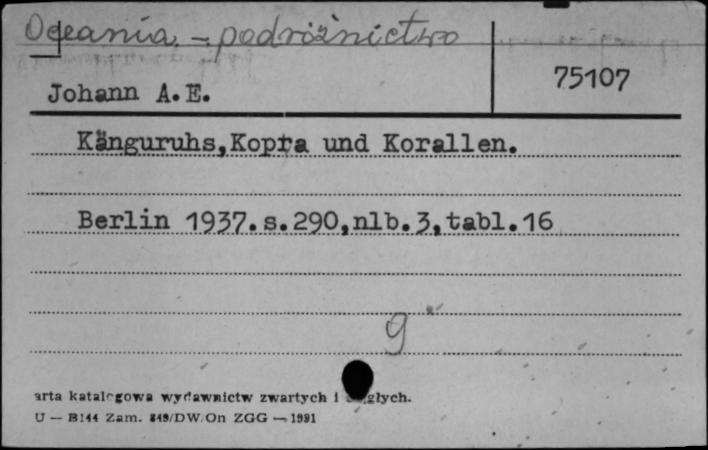 Oceania - podróżnictwo
75107
Johann A.E.
Känguruhs,Kopra und Korallen.
Berlin 1937.s.290,nlb.3,tabl.16
9
arta katalogowa wydawnictw zwartych i ciągłych.
U — B144 Zam. 849/DW/On ZGG — 1991